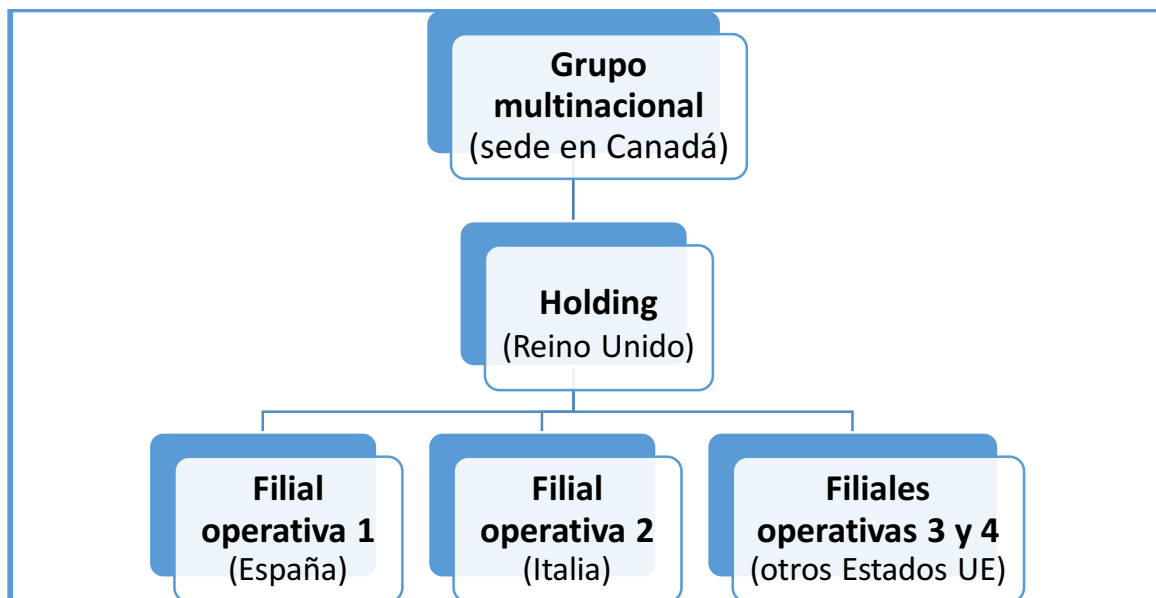 Grupo
multinacional
(sede en Canadá)
Holding
(Reino Unido)
Filial
operativa 1
(España)
Filial
operativa 2
(Italia)
Filiales
operativas 3 y 4
(otros Estados UE)